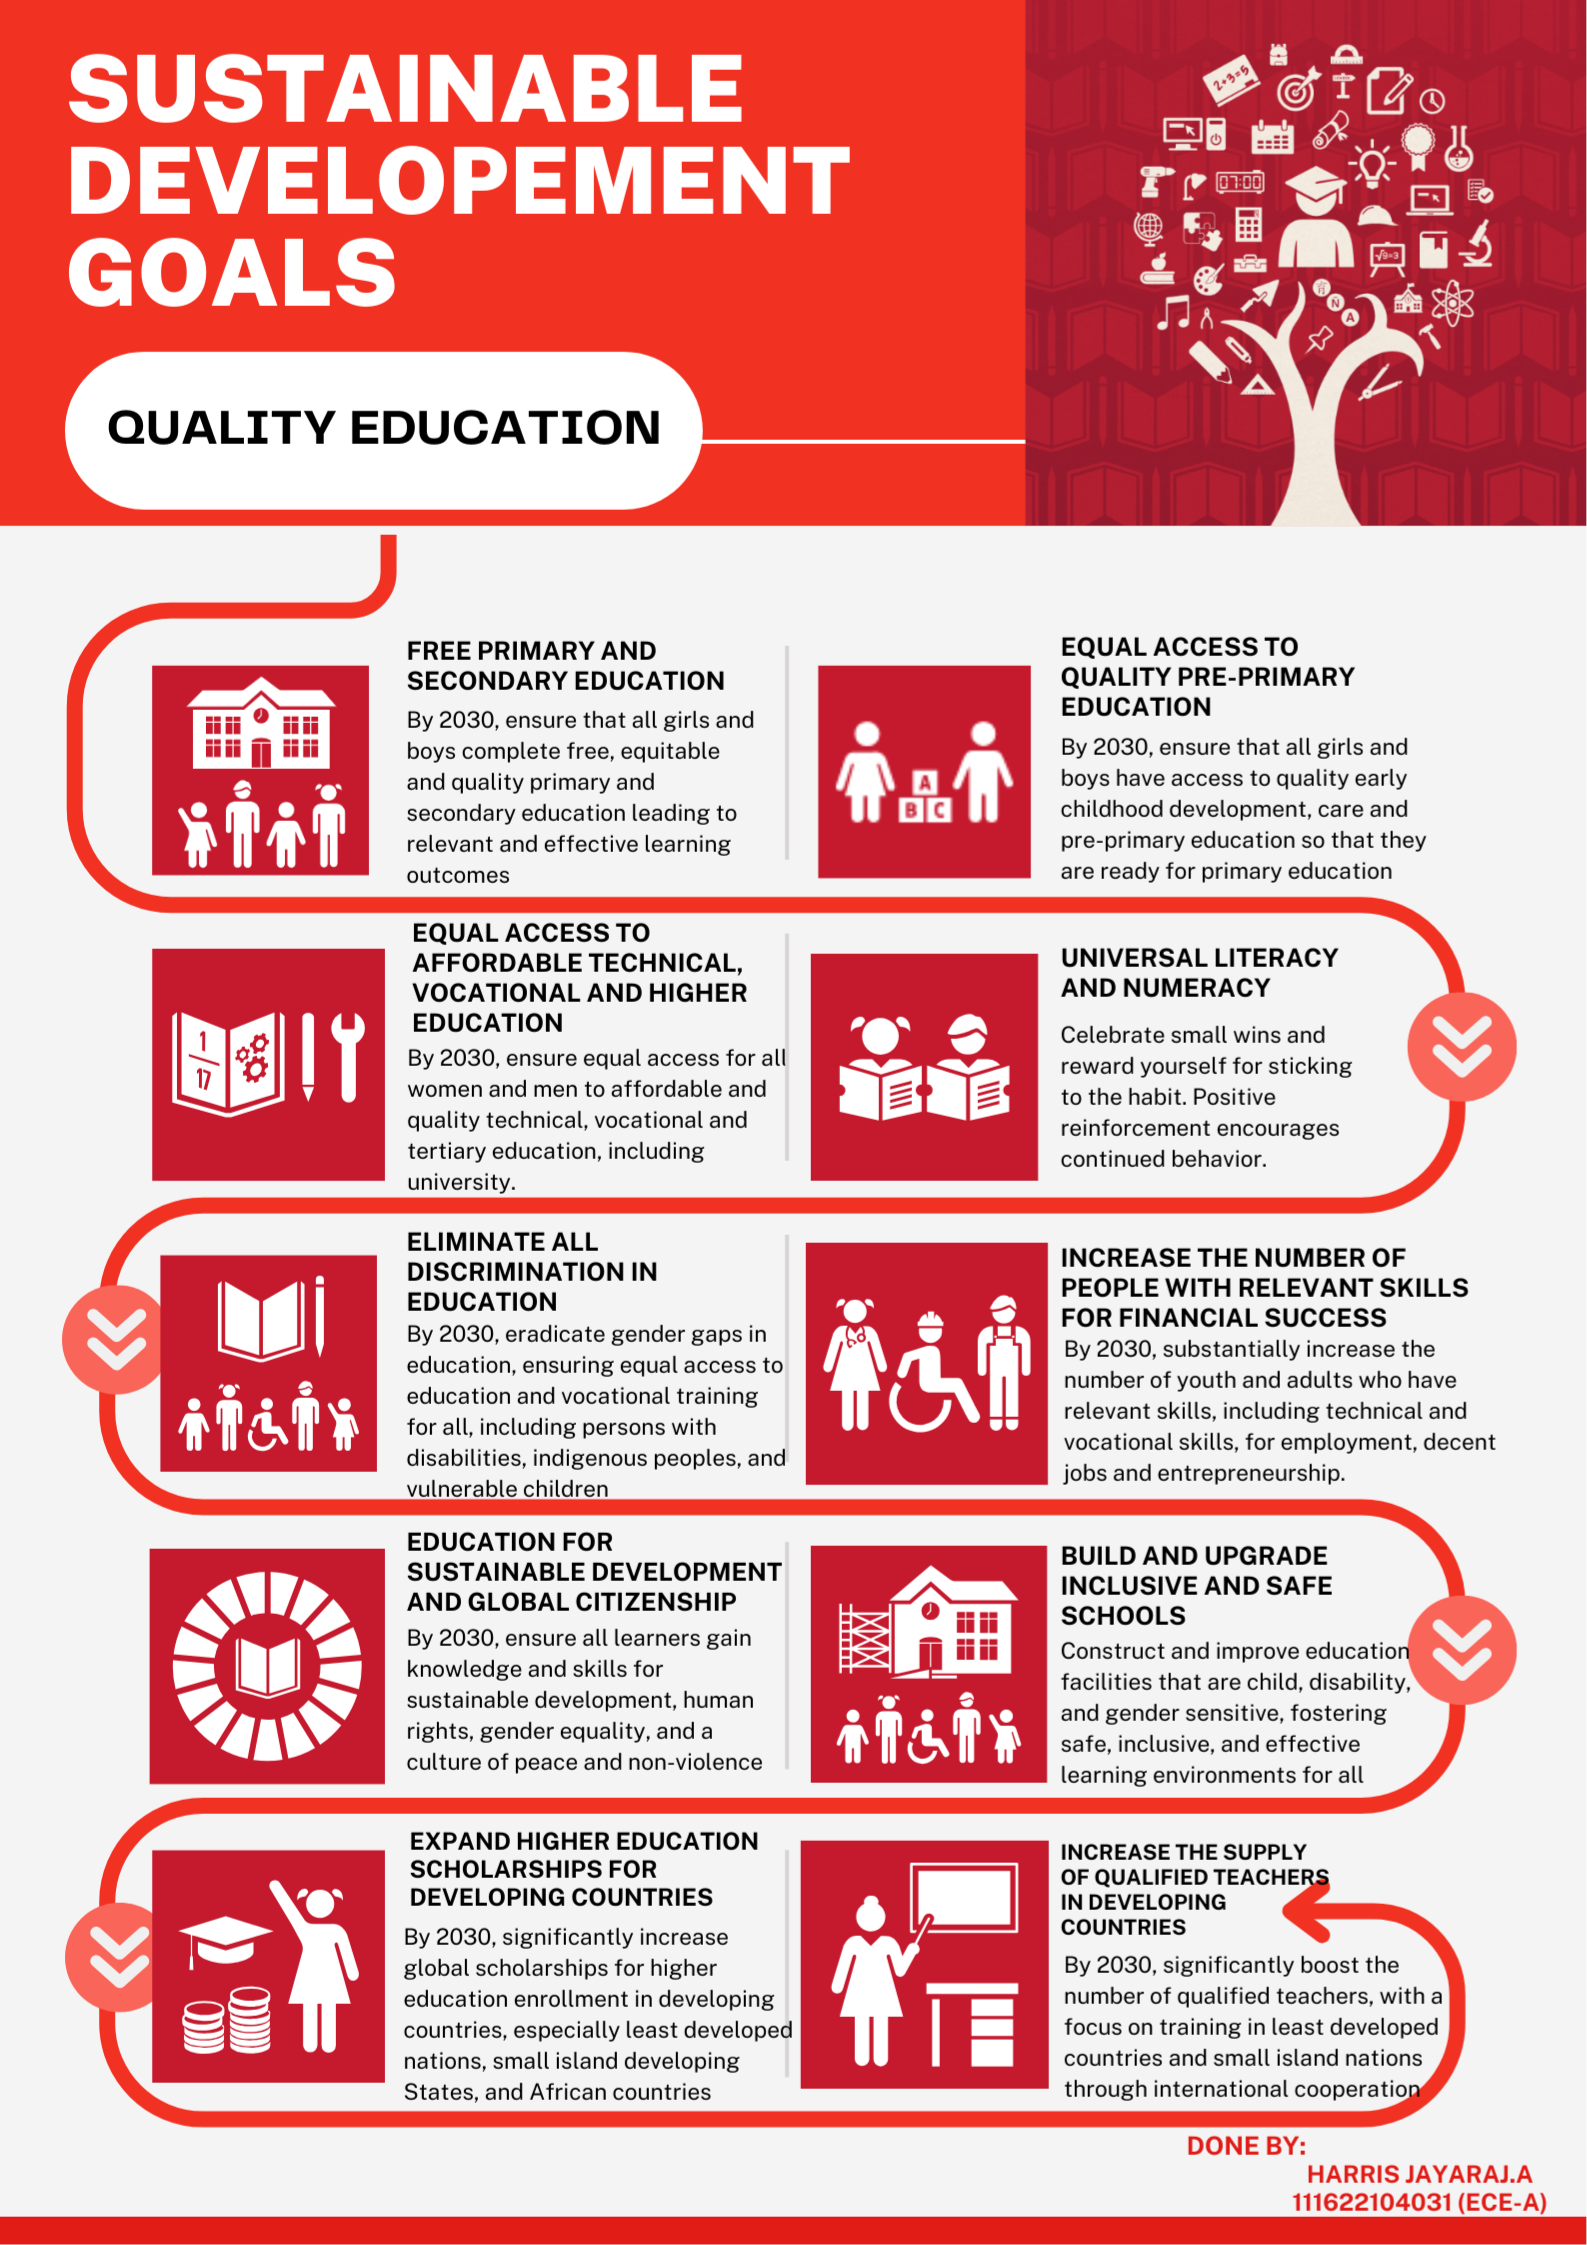 SUSTAINABLE
DEVELOPEMENT
GOALS
QUALITY EDUCATION
2+3=5
07:00
√9=3
Ñ
A
FREE PRIMARY AND
SECONDARY EDUCATION
By 2030, ensure that all girls and
boys complete free, equitable
and quality primary and
secondary education leading to
relevant and effective learning
outcomes
A
B C
EQUAL ACCESS TO
QUALITY PRE-PRIMARY
EDUCATION
By 2030, ensure that all girls and
boys have access to quality early
childhood development, care and
pre-primary education so that they
are ready for primary education
1
17
EQUAL ACCESS TO
AFFORDABLE TECHNICAL,
VOCATIONAL AND HIGHER
EDUCATION
By 2030, ensure equal access for all
women and men to affordable and
quality technical, vocational and
tertiary education, including
university.
UNIVERSAL LITERACY
AND NUMERACY
Celebrate small wins and
reward yourself for sticking
to the habit. Positive
reinforcement encourages
continued behavior.
ELIMINATE ALL
DISCRIMINATION IN
EDUCATION
By 2030, eradicate gender gaps in
education, ensuring equal access to
education and vocational training
for all, including persons with
disabilities, indigenous peoples, and
vulnerable children
INCREASE THE NUMBER OF
PEOPLE WITH RELEVANT SKILLS
FOR FINANCIAL SUCCESS
By 2030, substantially increase the
number of youth and adults who have
relevant skills, including technical and
vocational skills, for employment, decent
jobs and entrepreneurship.
EDUCATION FOR
SUSTAINABLE DEVELOPMENT
AND GLOBAL CITIZENSHIP
By 2030, ensure all learners gain
knowledge and skills for
sustainable development, human
rights, gender equality, and a
culture of peace and non-violence
BUILD AND UPGRADE
INCLUSIVE AND SAFE
SCHOOLS
Construct and improve education
facilities that are child, disability,
and gender sensitive, fostering
safe, inclusive, and effective
learning environments for all
EXPAND HIGHER EDUCATION
SCHOLARSHIPS FOR
DEVELOPING COUNTRIES
By 2030, significantly increase
global scholarships for higher
education enrollment in developing
countries, especially least developed
nations, small island developing
States, and African countries
INCREASE THE SUPPLY
OF QUALIFIED TEACHERS
IN DEVELOPING
COUNTRIES
By 2030, significantly boost the
number of qualified teachers, with a
focus on training in least developed
countries and small island nations
through international cooperation
DONE BY:
HARRIS JAYARAJ.A
111622104031 (ECE-A)